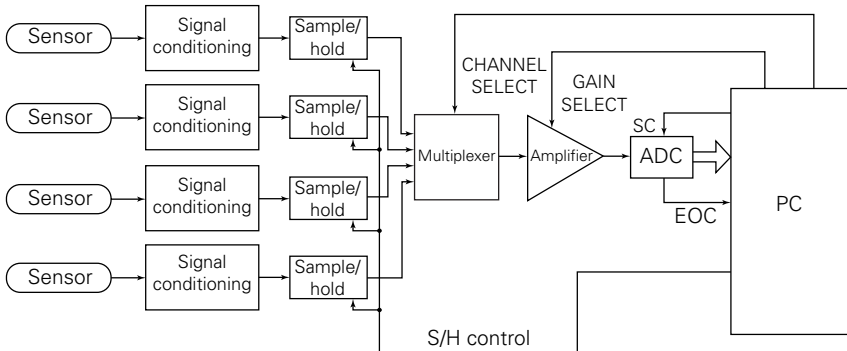 Sensor
Signal
conditioning
Sample/
hold
Sensor
Signal
conditioning
Sample/
hold
Sensor
Signal
conditioning
Sample/
hold
Sensor
Signal
conditioning
Sample/
hold
CHANNEL
SELECT
GAIN
SELECT
Multiplexer
Amplifier
SC
ADC
EOC
PC
S/H control